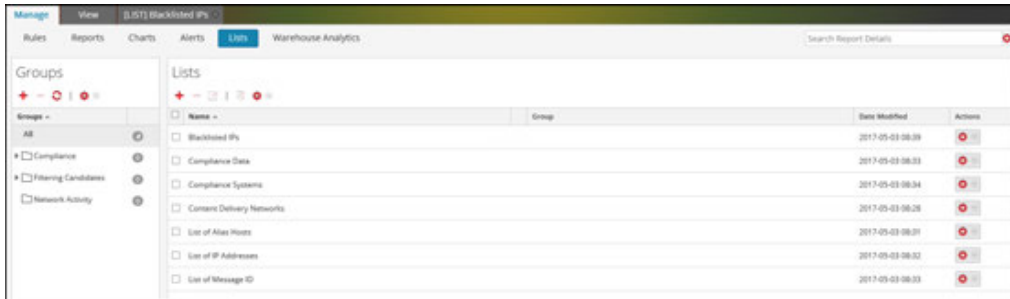 Manage View [LIST] Blacklisted IPs
Rules Reports Charts Alerts Lists Warehouse Analytics Search Report Details
Groups
Lists
Groups
Name Group Date Modified Actions
All
Blacklisted IPs 2017-05-03 08:39
Compliance
Compliance Data 2017-05-03 08:33
Filtering Candidates
Compliance Systems 2017-05-03 08:34
Network Activity
Content Delivery Networks 2017-05-03 08:28
List of Alias Hosts 2017-05-03 08:31
List of IP Addresses 2017-05-03 08:32
List of Message ID 2017-05-03 08:33